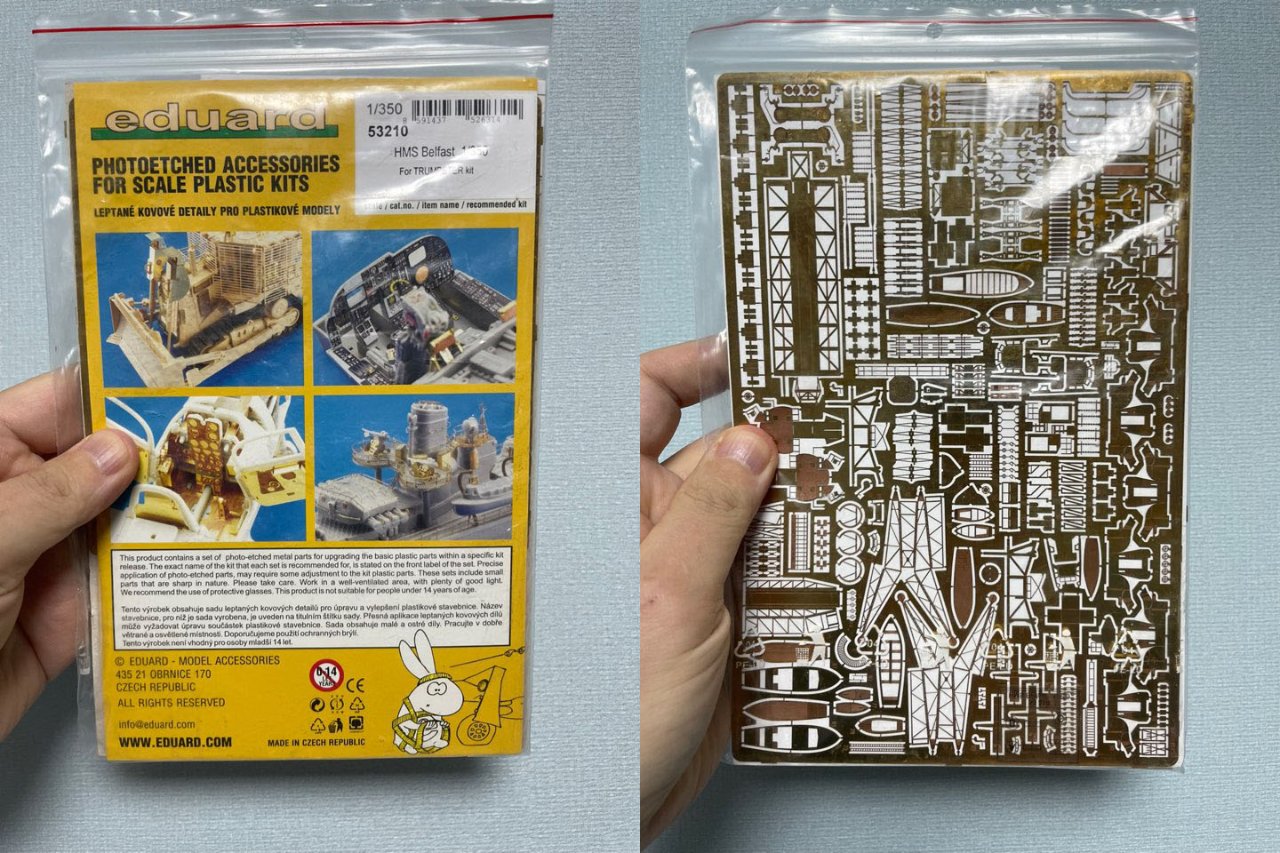 eduard
1/350
8 591437 526314
53210
HMS Belfast
For TRUMPETER kit
/ cat.no. / item name / recommended kit
PHOTOETCHED ACCESSORIES
FOR SCALE PLASTIC KITS
LEPTANÉ KOVOVÉ DETAILY PRO PLASTIKOVÉ MODELY
This product contains a set of photo-etched metal parts for upgrading the basic plastic parts within a specific kit
release. The exact name of the kit that each set is recommended for, is stated on the front label of the set. Precise
application of photo-etched parts, may require some adjustment to the kit plastic parts. These sets include small
parts that are sharp in nature. Please take care. Work in a well-ventilated area, with plenty of good light.
We recommend the use of protective glasses. This product is not suitable for people under 14 years of age.
Tento výrobek obsahuje sadu leptaných kovových detailů pro úpravu a vylepšení plastikové stavebnice. Název
stavebnice, pro níž je sada vyrobena, je uveden na titulním štítku sady. Přesná aplikace leptaných kovových dílů
může vyžadovat úpravu součástek plastikové stavebnice. Sada obsahuje malé a ostré díly. Pracujte v dobře
větrané a osvětlené místnosti. Doporučujeme použití ochranných brýlí.
Tento výrobek není vhodný pro osoby mladší 14 let.
© EDUARD - MODEL ACCESSORIES
435 21 OBRNICE 170
CZECH REPUBLIC
ALL RIGHTS RESERVED
info@eduard.com
WWW.EDUARD.COM
0-14
YEARS
CE
MADE IN CZECH REPUBLIC